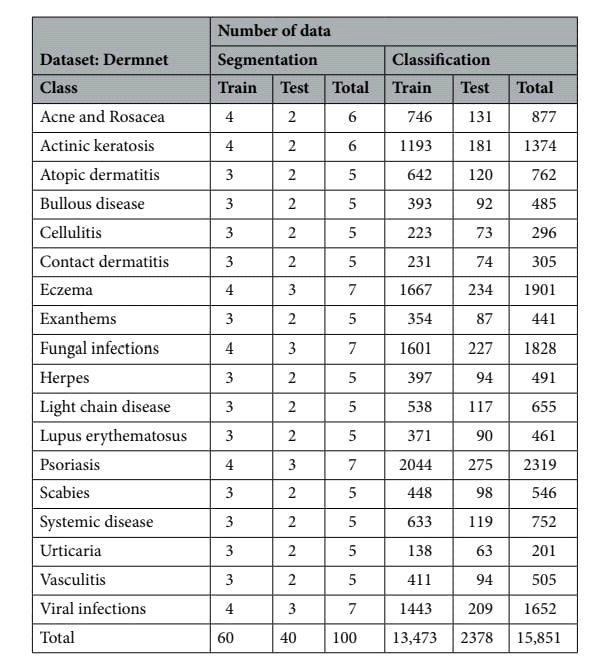 Number of data
Dataset: Dermnet Segmentation Classification
Class Train Test Total Train Test Total
Acne and Rosacea 4 2 6 746 131 877
Actinic keratosis 4 2 6 1193 181 1374
Atopic dermatitis 3 2 5 642 120 762
Bullous disease 3 2 5 393 92 485
Cellulitis 3 2 5 223 73 296
Contact dermatitis 3 2 5 231 74 305
Eczema 4 3 7 1667 234 1901
Exanthems 3 2 5 354 87 441
Fungal infections 4 3 7 1601 227 1828
Herpes 3 2 5 397 94 491
Light chain disease 3 2 5 538 117 655
Lupus erythematosus 3 2 5 371 90 461
Psoriasis 4 3 7 2044 275 2319
Scabies 3 2 5 448 98 546
Systemic disease 3 2 5 633 119 752
Urticaria 3 2 5 138 63 201
Vasculitis 3 2 5 411 94 505
Viral infections 4 3 7 1443 209 1652
Total 60 40 100 13,473 2378 15,851